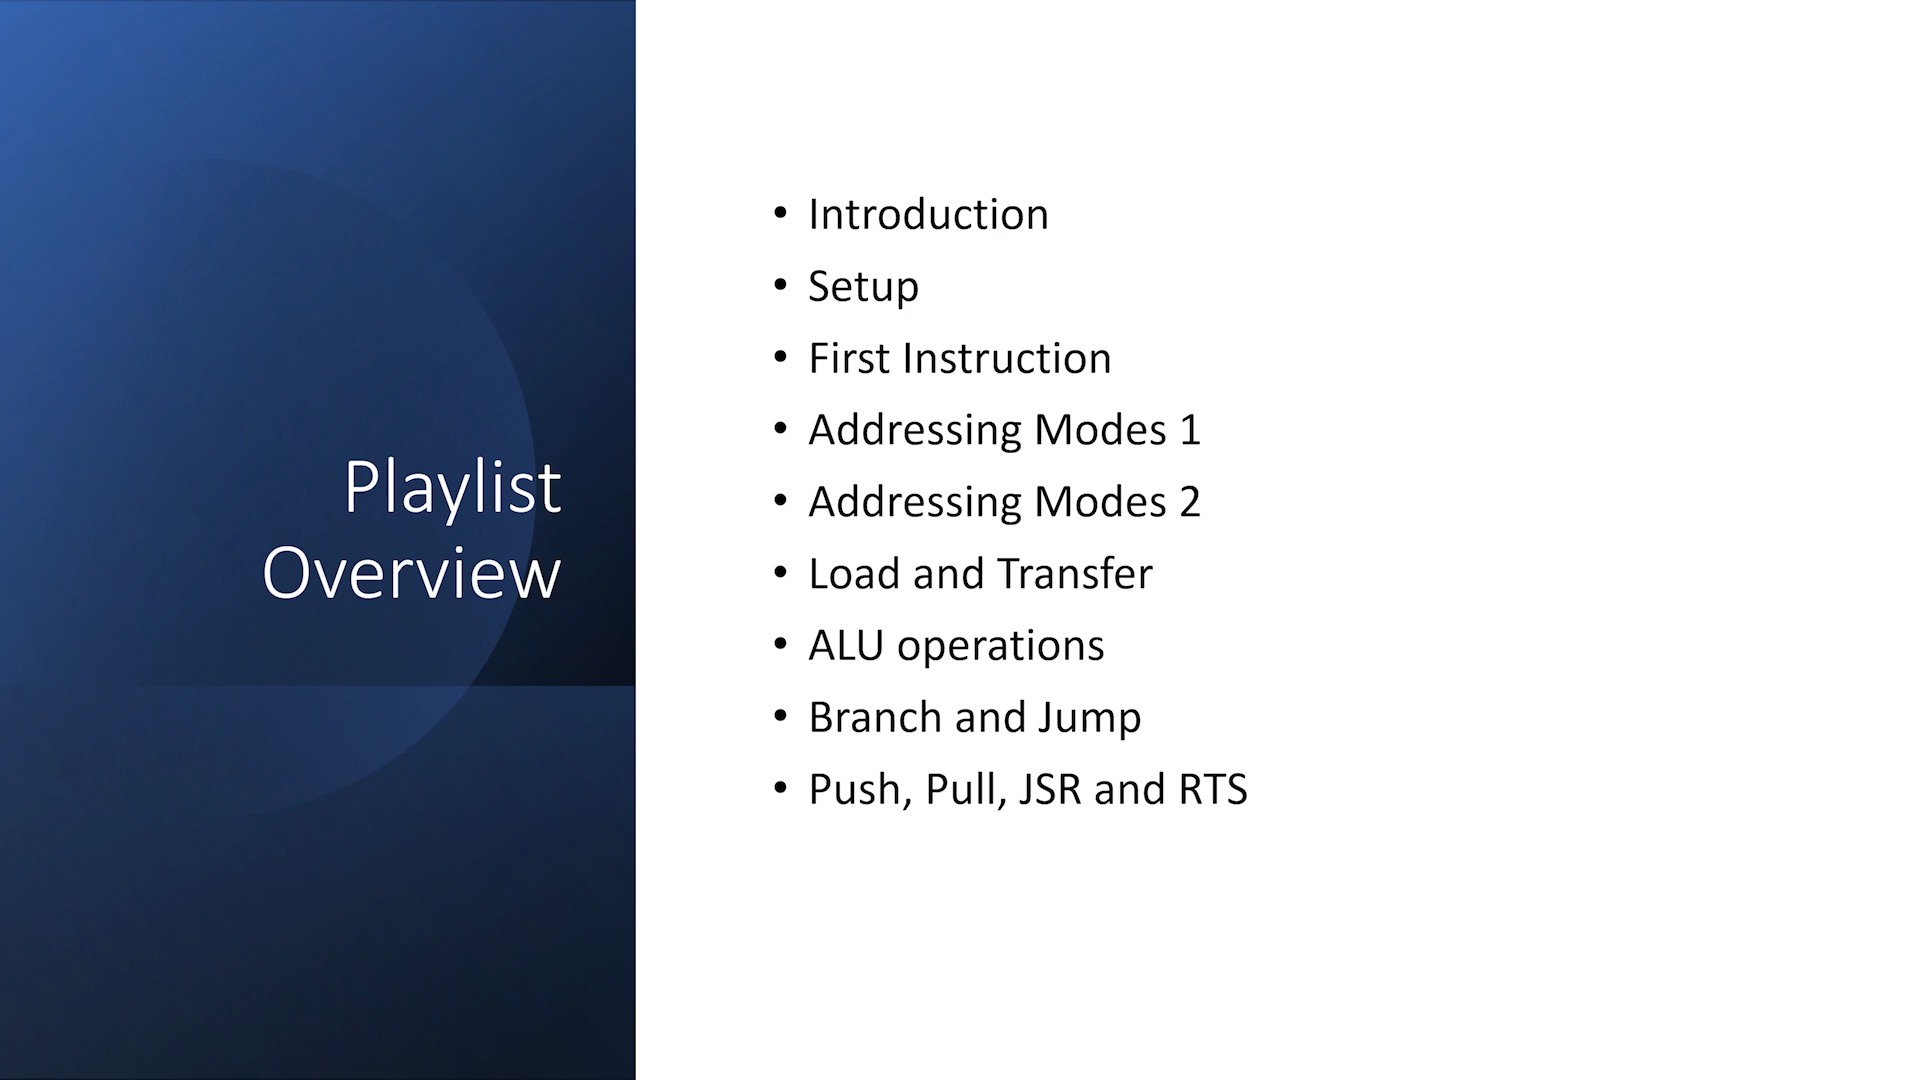 Playlist
Overview
• Introduction
• Setup
• First Instruction
• Addressing Modes 1
• Addressing Modes 2
• Load and Transfer
• ALU operations
• Branch and Jump
• Push, Pull, JSR and RTS